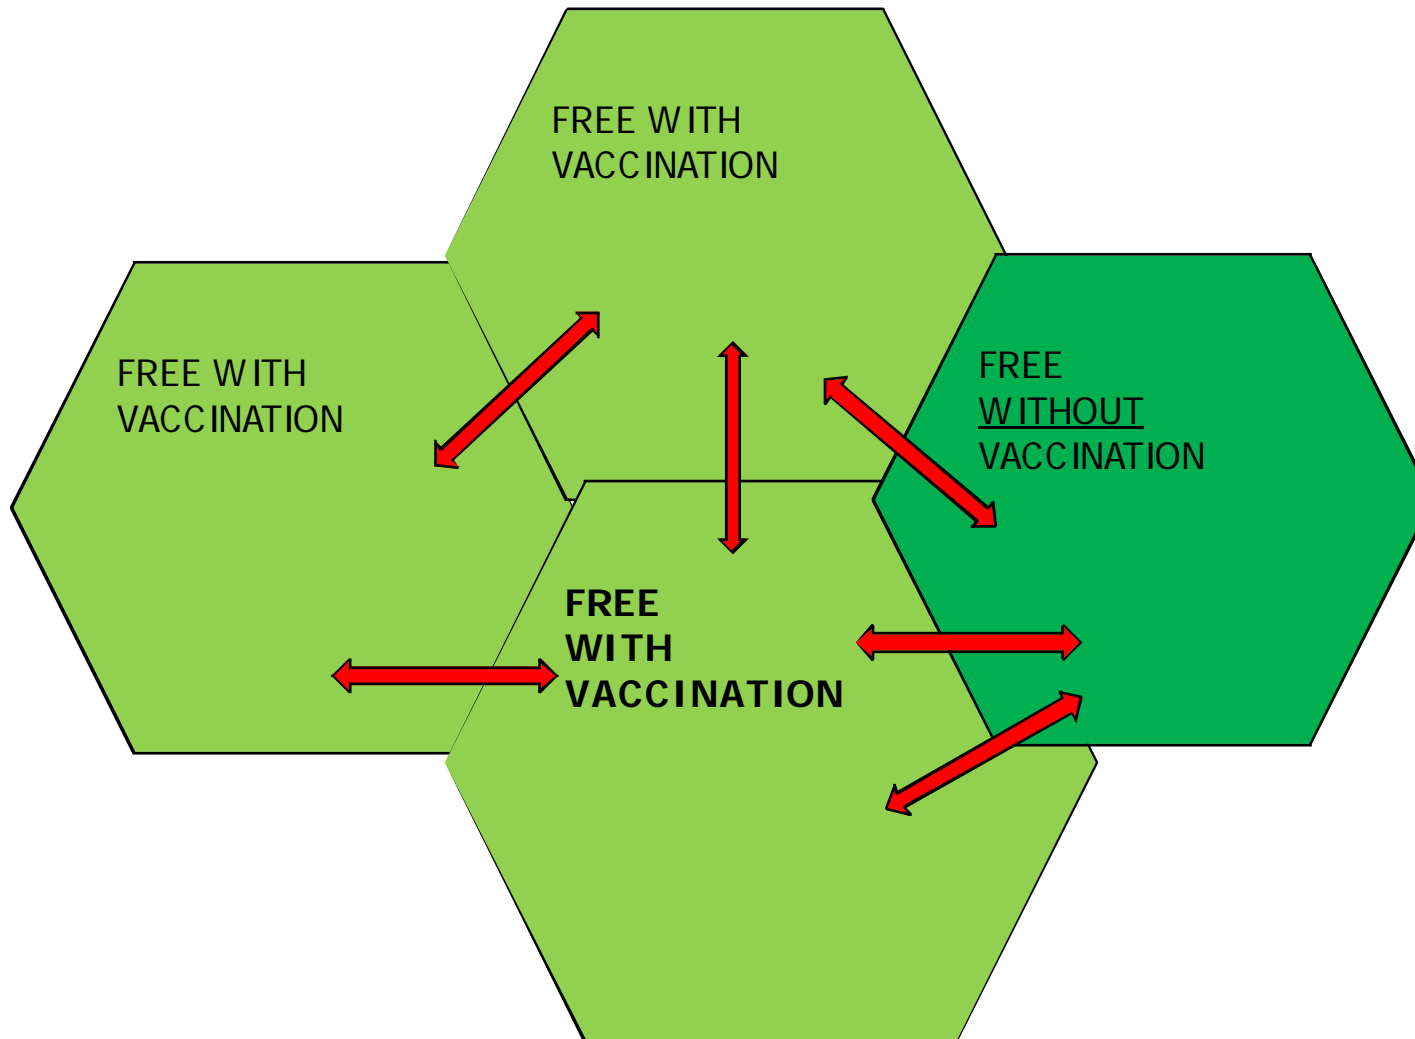 FREE WITH
VACCINATION
FREE WITH
VACCINATION
FREE
WITHOUT
VACCINATION
FREE
WITH
VACCINATION